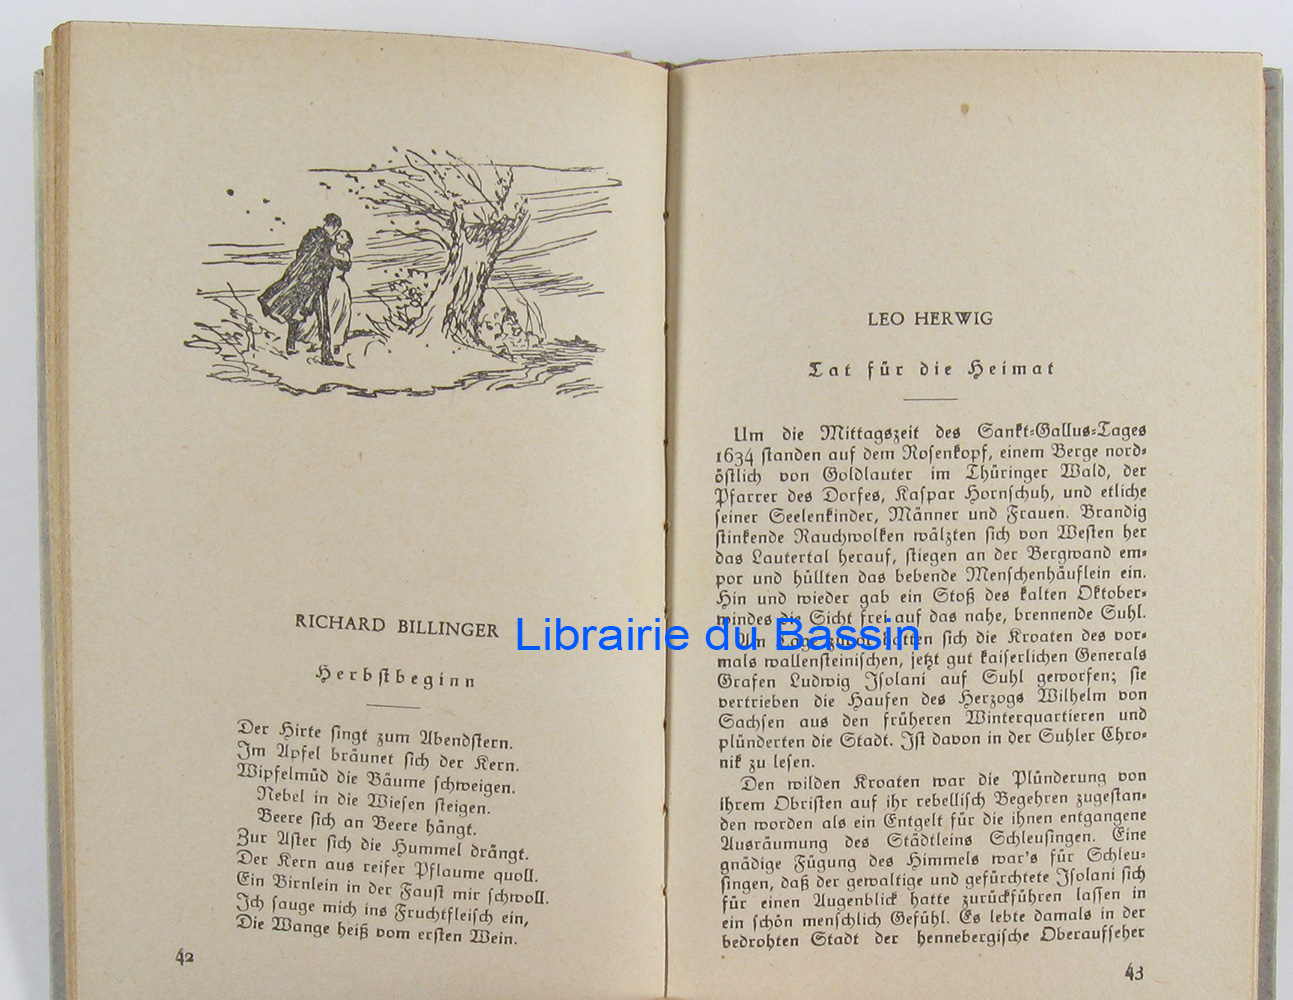 RICHARD BILLINGER
Herbstbeginn
Der Hirte singt zum Abendstern.
Im Apfel bräunet sich der Kern.
Wipfelmüd die Bäume schweigen.
Nebel in die Wiesen steigen.
Beere sich an Beere hängt.
Zur Aster sich die Hummel drängt.
Der Kern aus reifer Pflaume quoll.
Ein Birnlein in der Faust mir schwoll.
Ich sauge mich ins Fruchtfleisch ein,
Die Wange heiß vom ersten Wein.
42
LEO HERWIG
Tat für die Heimat
Um die Mittagszeit des Sankt-Gallus-Tages
1634 standen auf dem Rosenkopf, einem Berge nord-
östlich von Goldlauter im Thüringer Wald, der
Pfarrer des Dorfes, Kaspar Hornschuh, und etliche
seiner Seelenkinder, Männer und Frauen. Brandig
stinkende Rauchwolken wälzten sich von Westen her
das Lautertal herauf, stiegen an der Bergwand em-
por und hüllten das bebende Menschenhäuflein ein.
Hin und wieder gab ein Stoß des kalten Oktober-
windes die Sicht frei auf das nahe, brennende Suhl.
Am Tage zuvor hatten sich die Kroaten des vor-
mals wallensteinischen, jetzt gut kaiserlichen Generals
Grafen Ludwig Isolani auf Suhl geworfen; sie
vertrieben die Haufen des Herzogs Wilhelm von
Sachsen aus den früheren Winterquartieren und
plünderten die Stadt. Ist davon in der Suhler Chro-
nik zu lesen.
Den wilden Kroaten war die Plünderung von
ihrem Obristen auf ihr rebellisch Begehren zugestan-
den worden als ein Entgelt für die ihnen entgangene
Ausräumung des Städtleins Schleusingen. Eine
gnädige Fügung des Himmels war's für Schleu-
singen, daß der gewaltige und gefürchtete Isolani sich
für einen Augenblick hatte zurückführen lassen in
ein schön menschlich Gefühl. Es lebte damals in der
bedrohten Stadt der hennebergische Oberaufseher
43
Librairie du Bassin